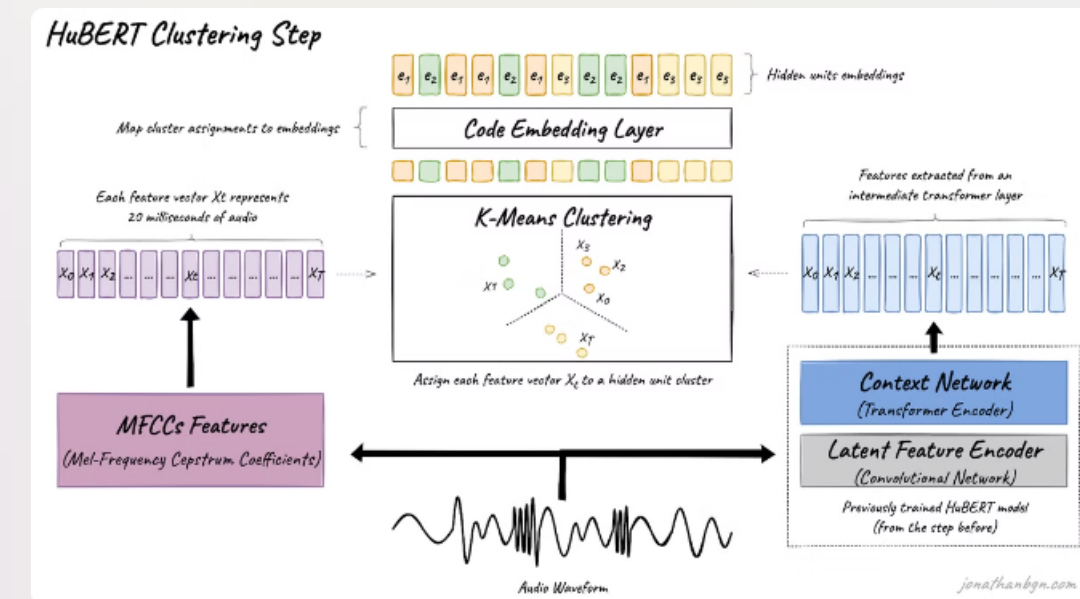 HuBERT Clustering Step
e1 e2 e1 e1 e2 e1 e3 e2 e2 e1 e3 e3 e3
Hidden units embeddings
Map cluster assignments to embeddings
Code Embedding Layer
Each feature vector Xt represents
20 milliseconds of audio
X0 X1 X2 ... ... ... Xt ... ... ... ... ... XT
K-Means Clustering
X3
X2
X1
X0
XT
Assign each feature vector Xt to a hidden unit cluster
Features extracted from an
intermediate transformer layer
X0 X1 X2 ... ... ... Xt ... ... ... ... ... XT
MFCCs Features
(Mel-Frequency Cepstrum Coefficients)
Context Network
(Transformer Encoder)
Latent Feature Encoder
(Convolutional Network)
Previously trained HuBERT model
(from the step before)
Audio Waveform
jonathanbgn.com